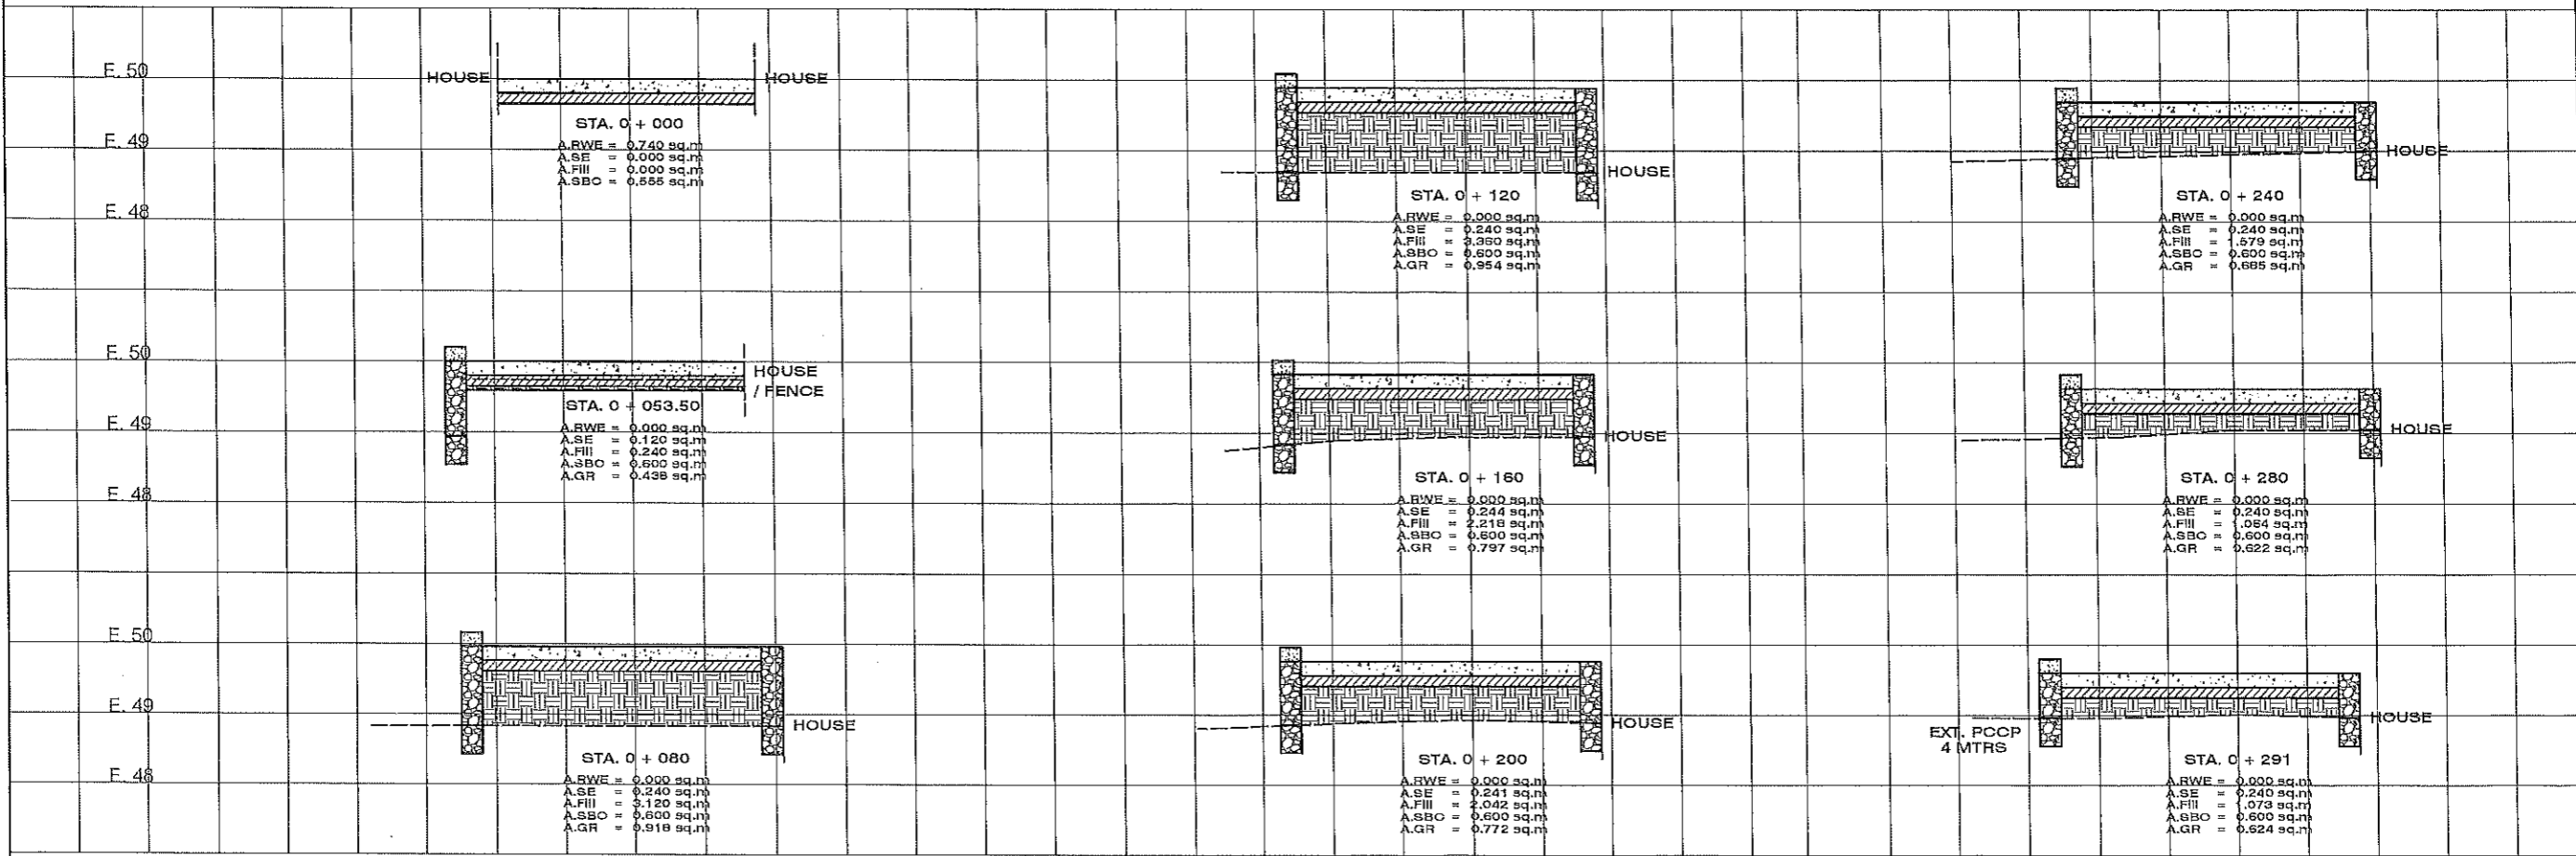 E. 50
E. 49
E. 48
HOUSE
HOUSE
STA. 0 + 000
A.RWE = 0.740 sq.m
A.SE = 0.000 sq.m
A.Fill = 0.000 sq.m
A.SBC = 0.555 sq.m
HOUSE
STA. 0 + 120
A.RWE = 0.000 sq.m
A.SE = 0.240 sq.m
A.Fill = 3.360 sq.m
A.SBC = 0.600 sq.m
A.GR = 0.954 sq.m
HOUSE
STA. 0 + 240
A.RWE = 0.000 sq.m
A.SE = 0.240 sq.m
A.Fill = 1.579 sq.m
A.SBC = 0.600 sq.m
A.GR = 0.685 sq.m
E. 50
E. 49
E. 48
HOUSE
/ FENCE
STA. 0 + 053.50
A.RWE = 0.000 sq.m
A.SE = 0.120 sq.m
A.Fill = 0.240 sq.m
A.SBC = 0.600 sq.m
A.GR = 0.438 sq.m
HOUSE
STA. 0 + 160
A.RWE = 0.000 sq.m
A.SE = 0.244 sq.m
A.Fill = 2.218 sq.m
A.SBC = 0.600 sq.m
A.GR = 0.797 sq.m
HOUSE
STA. 0 + 280
A.RWE = 0.000 sq.m
A.SE = 0.240 sq.m
A.Fill = 1.064 sq.m
A.SBC = 0.600 sq.m
A.GR = 0.622 sq.m
E. 50
E. 49
E. 48
HOUSE
STA. 0 + 080
A.RWE = 0.000 sq.m
A.SE = 0.240 sq.m
A.Fill = 3.120 sq.m
A.SBC = 0.600 sq.m
A.GR = 0.918 sq.m
HOUSE
STA. 0 + 200
A.RWE = 0.000 sq.m
A.SE = 0.241 sq.m
A.Fill = 2.042 sq.m
A.SBC = 0.600 sq.m
A.GR = 0.772 sq.m
HOUSE
EXT. PCCP
4 MTRS
STA. 0 + 291
A.RWE = 0.000 sq.m
A.SE = 0.240 sq.m
A.Fill = 1.073 sq.m
A.SBC = 0.600 sq.m
A.GR = 0.624 sq.m